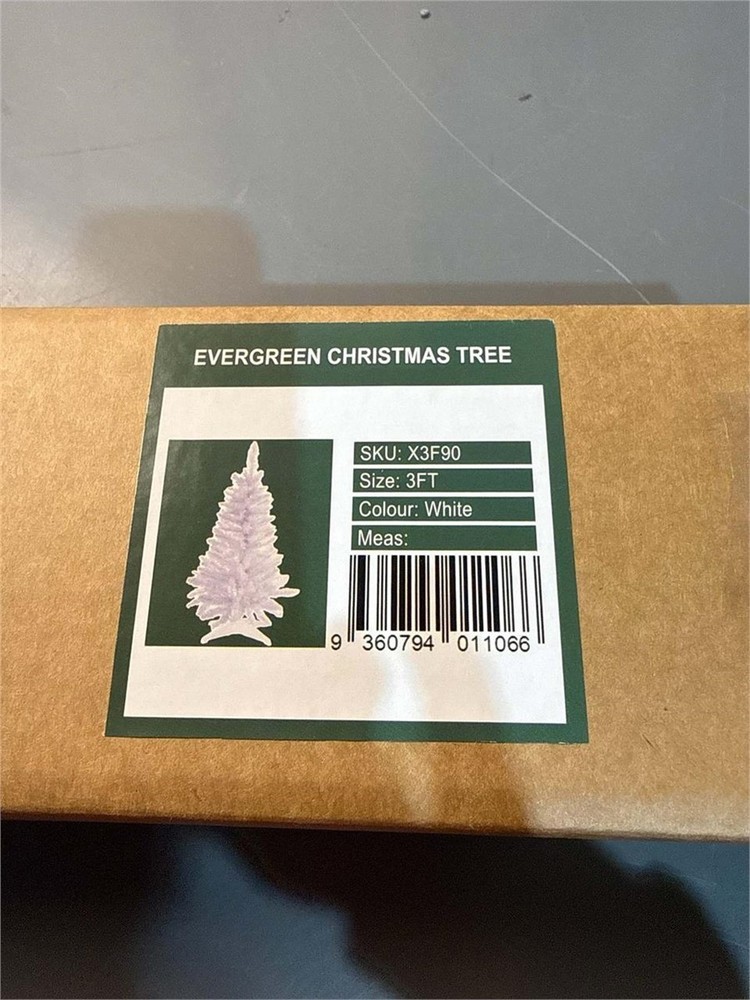 EVERGREEN CHRISTMAS TREE
SKU: X3F90
Size: 3FT
Colour: White
Meas:
9 360794 011066